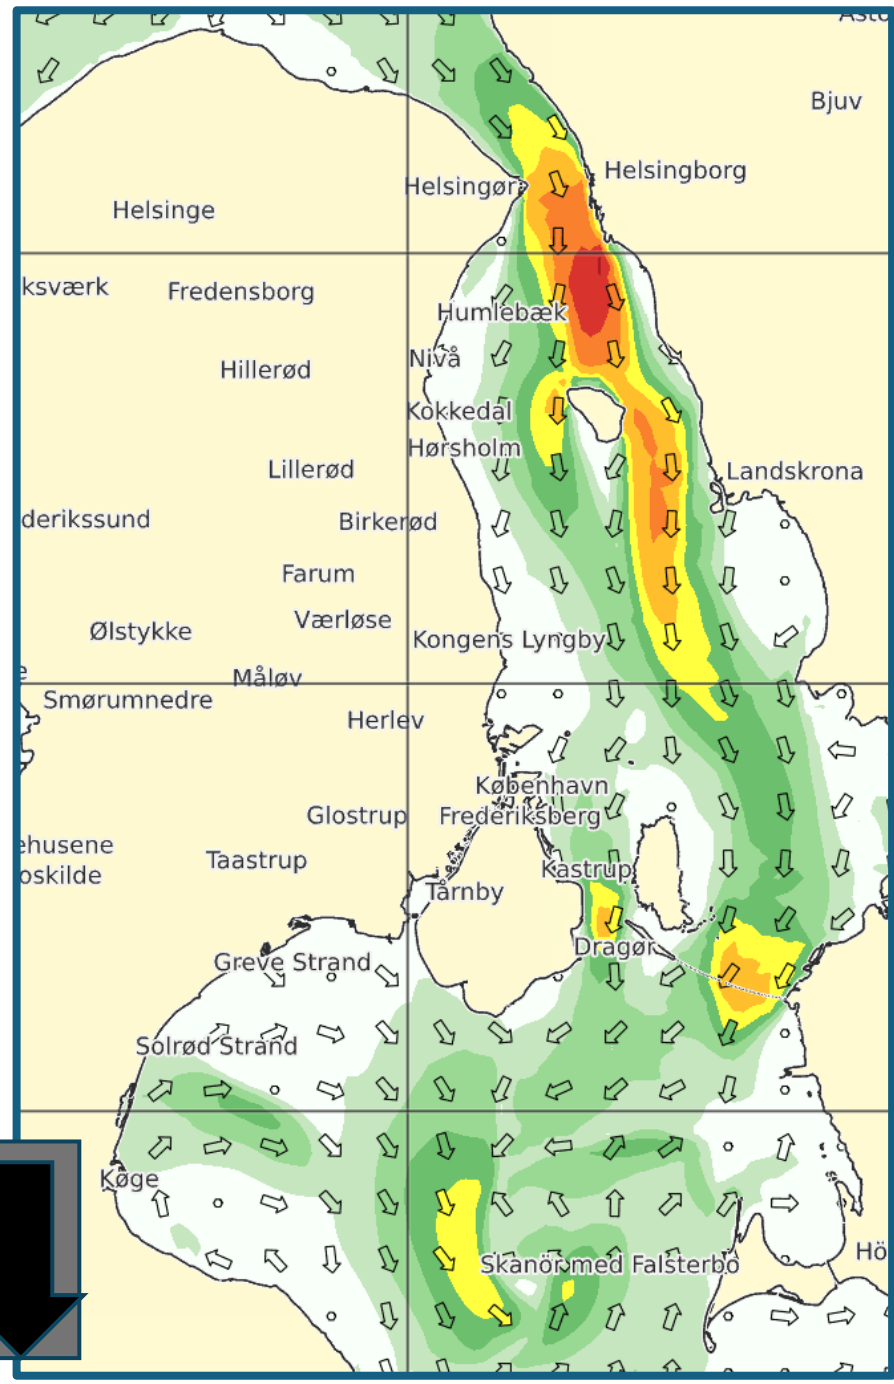 Åsto
Bjuv
Helsingborg
Helsingør
Helsinge
ksværk
Fredensborg
Humlebæk
Nivå
Hillerød
Kokkedal
Hørsholm
Lillerød
Landskrona
derikssund
Birkerød
Farum
Værløse
Ølstykke
Kongens Lyngby
e
Måløv
Smørumnedre
Herlev
København
Glostrup
Frederiksberg
ehusene
Taastrup
Kastrup
oskilde
Tårnby
Dragør
Greve Strand
Solrød Strand
Køge
Skanör med Falsterbo
Hö